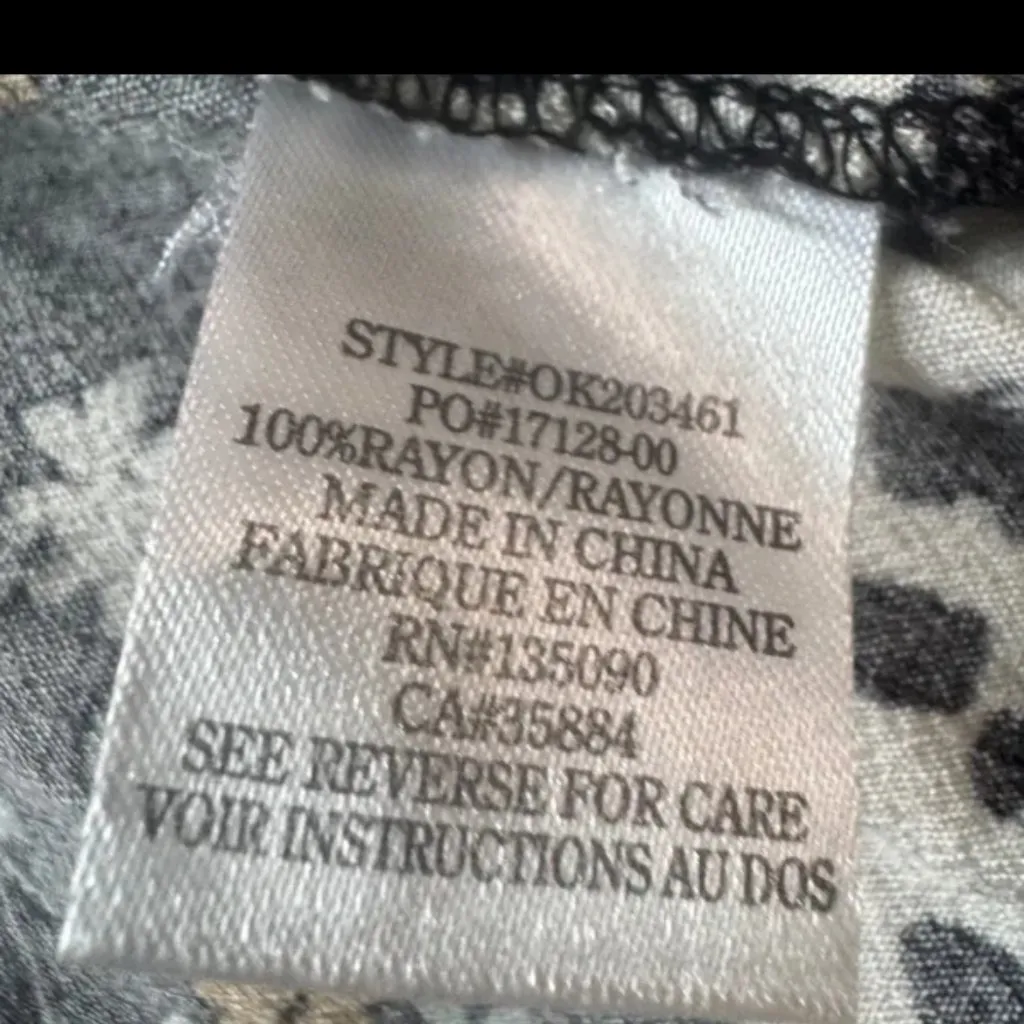 STYLE#OK203461
PO#17128-00
100%RAYON/RAYONNE
MADE IN CHINA
FABRIQUE EN CHINE
RN#135090
CA#35884
SEE REVERSE FOR CARE
VOIR INSTRUCTIONS AU DOS